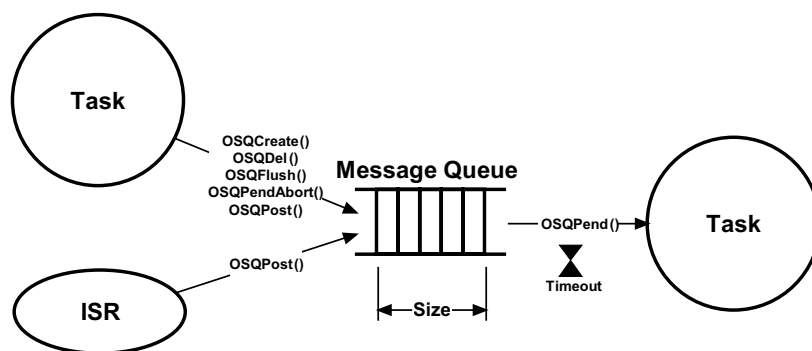 Task
OSQCreate()
OSQDel()
OSQFlush()
OSQPendAbort()
OSQPost()
Message Queue
OSQPend()
Task
Timeout
OSQPost()
ISR
Size